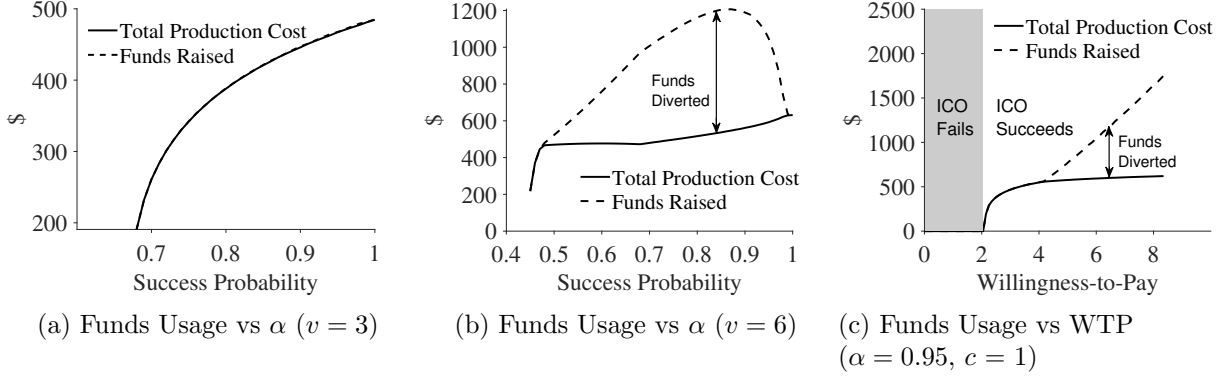 500
400
300
200
$
0.7
0.8
0.9
1
Success Probability
Total Production Cost
Funds Raised
(a) Funds Usage vs α (v = 3)
1200
1000
800
600
400
200
0
$
0.4
0.5
0.6
0.7
0.8
0.9
1
Success Probability
Funds
Diverted
Total Production Cost
Funds Raised
(b) Funds Usage vs α (v = 6)
2500
2000
1500
1000
500
0
$
0
2
4
6
8
Willingness-to-Pay
Total Production Cost
Funds Raised
ICO
Fails
ICO
Succeeds
Funds
Diverted
(c) Funds Usage vs WTP
(α = 0.95, c = 1)